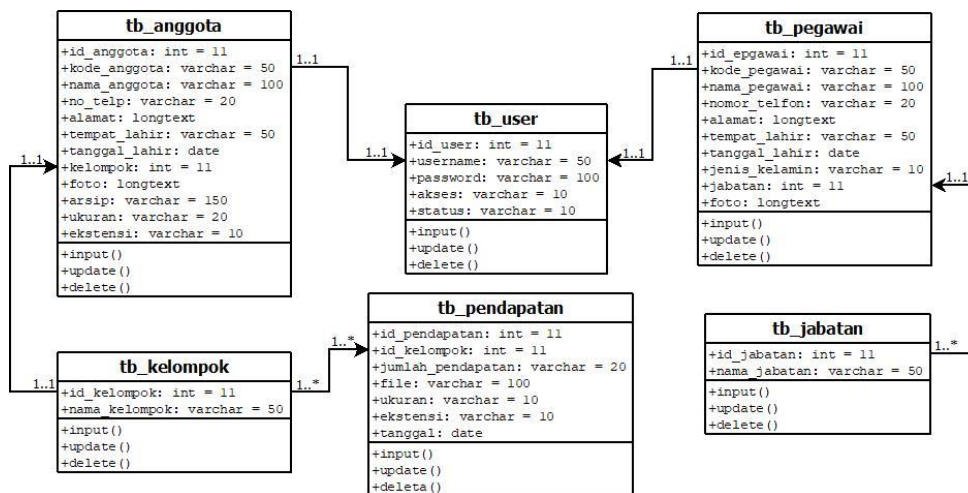 tb_anggota
+id_anggota: int = 11
+kode_anggota: varchar = 50
+nama_anggota: varchar = 100
+no_telp: varchar = 20
+alamat: longtext
+tempat_lahir: varchar = 50
+tanggal_lahir: date
+kelompok: int = 11
+foto: longtext
+arsip: varchar = 150
+ukuran: varchar = 20
+ekstensi: varchar = 10
+input()
+update()
+delete()
1..1
1..1
1..1
tb_user
+id_user: int = 11
+username: varchar = 50
+password: varchar = 100
+akses: varchar = 10
+status: varchar = 10
+input()
+update()
+delete()
1..1
1..1
tb_pegawai
+id_epgawai: int = 11
+kode_pegawai: varchar = 50
+nama_pegawai: varchar = 100
+nomor_telfon: varchar = 20
+alamat: longtext
+tempat_lahir: varchar = 50
+tanggal_lahir: date
+jenis_kelamin: varchar = 10
+jabatan: int = 11
+foto: longtext
+input()
+update()
+delete()
1..1
tb_kelompok
+id_kelompok: int = 11
+nama_kelompok: varchar = 50
+input()
+update()
+delete()
1..1
1..*
1..*
tb_pendapatan
+id_pendapatan: int = 11
+id_kelompok: int = 11
+jumlah_pendapatan: varchar = 20
+file: varchar = 100
+ukuran: varchar = 10
+ekstensi: varchar = 10
+tanggal: date
+input()
+update()
+deleta()
tb_jabatan
+id_jabatan: int = 11
+nama_jabatan: varchar = 50
+input()
+update()
+delete()
1..*